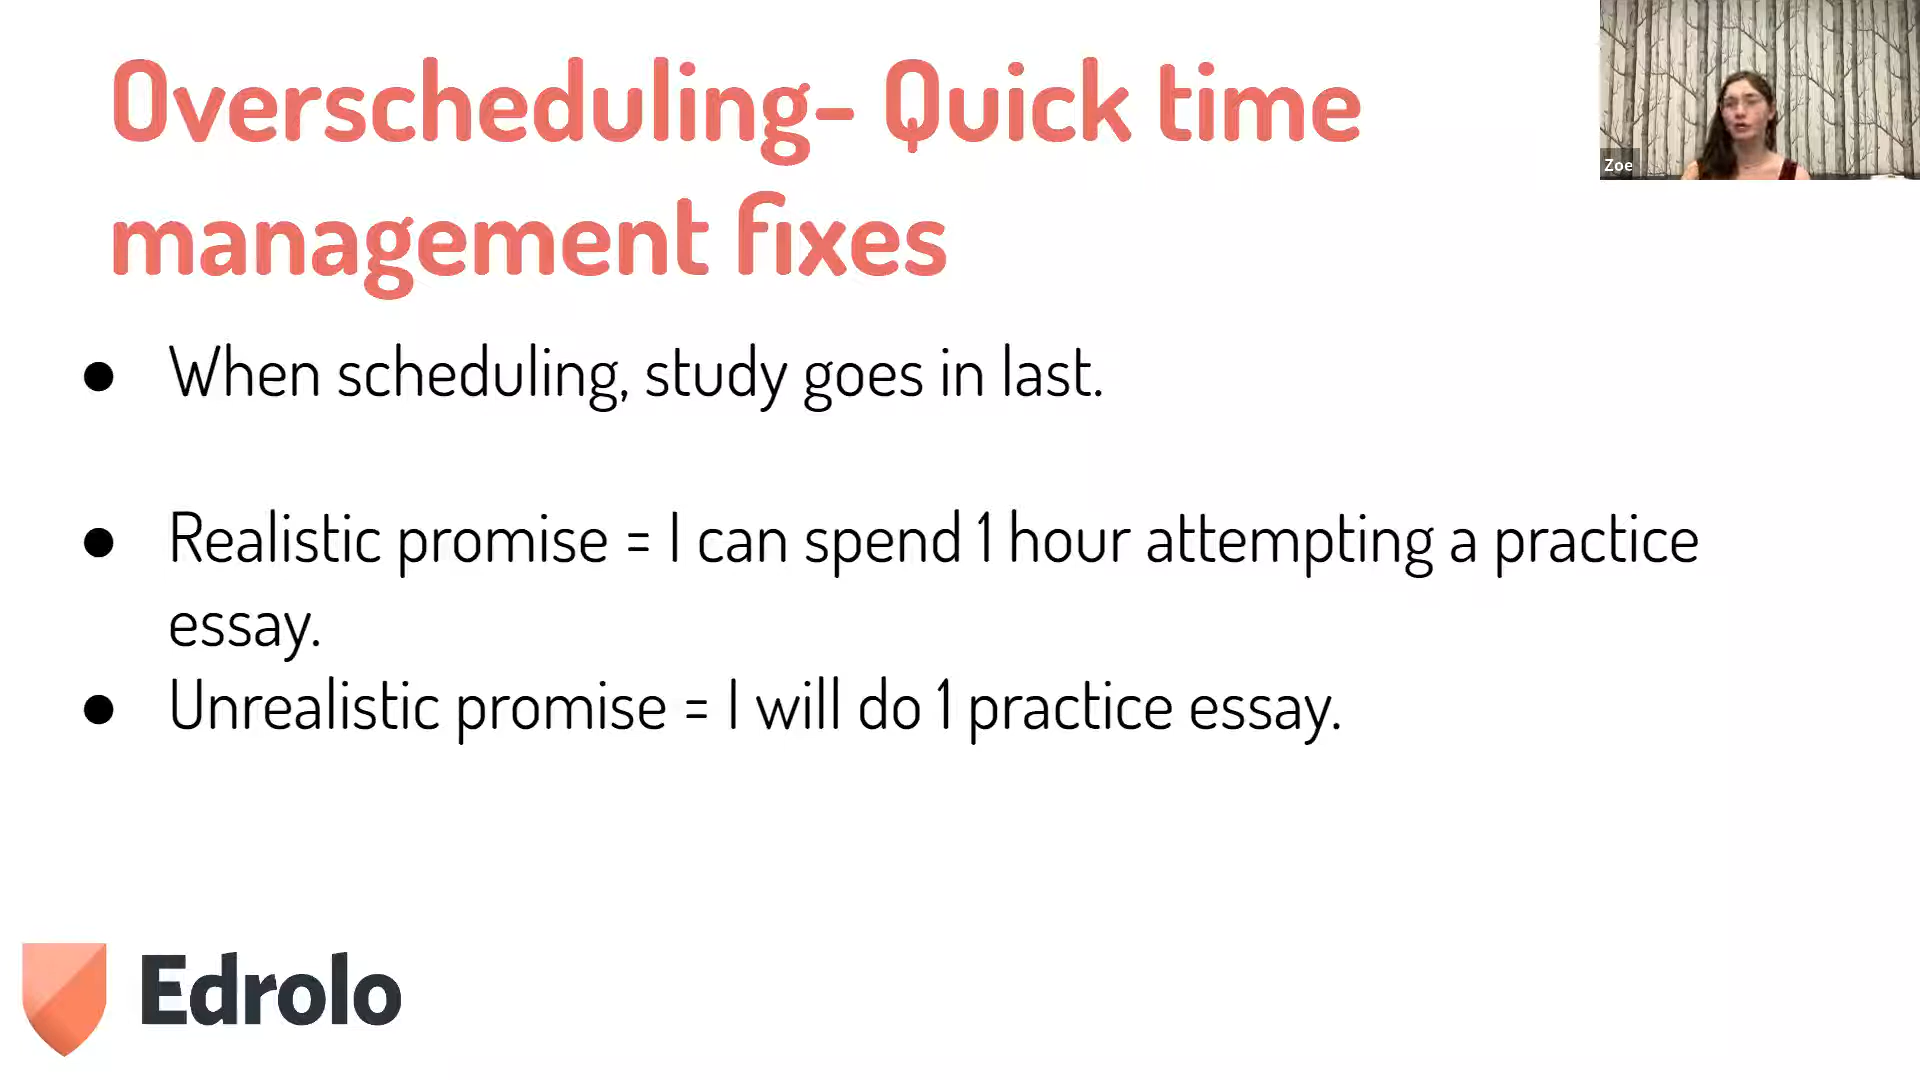 Overscheduling- Quick time
management fixes
Zoe
● When scheduling, study goes in last.
● Realistic promise = I can spend 1 hour attempting a practice
essay.
● Unrealistic promise = I will do 1 practice essay.
Edrolo